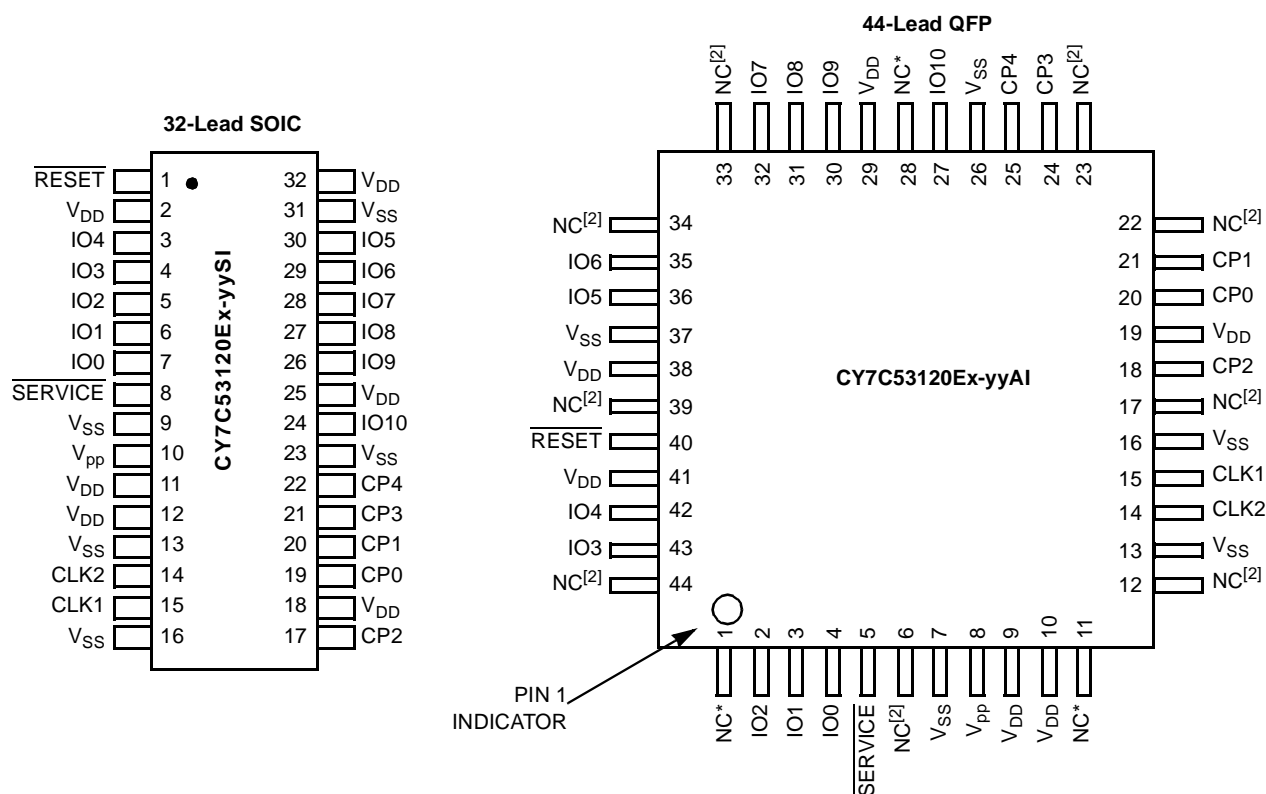 44-Lead QFP
NC[2] IO7 IO8 IO9 VDD NC* IO10 VSS CP4 CP3 NC[2]
33 32 31 30 29 28 27 26 25 24 23
32-Lead SOIC
RESET 1 32 VDD
VDD 2 31 VSS
IO4 3 30 IO5
IO3 4 29 IO6
IO2 5 28 IO7
IO1 6 27 IO8
IO0 7 26 IO9
SERVICE 8 25 VDD
VSS 9 24 IO10
Vpp 10 23 VSS
VDD 11 22 CP4
VDD 12 21 CP3
VSS 13 20 CP1
CLK2 14 19 CP0
CLK1 15 18 VDD
VSS 16 17 CP2
CY7C53120Ex-yySI
NC[2] 34 22 NC[2]
IO6 35 21 CP1
IO5 36 20 CP0
VSS 37 19 VDD
VDD 38 18 CP2
CY7C53120Ex-yyAI
NC[2] 39 17 NC[2]
RESET 40 16 VSS
VDD 41 15 CLK1
IO4 42 14 CLK2
IO3 43 13 VSS
NC[2] 44 12 NC[2]
1 2 3 4 5 6 7 8 9 10 11
NC* IO2 IO1 IO0 SERVICE NC[2] VSS Vpp VDD VDD NC*
PIN 1
INDICATOR